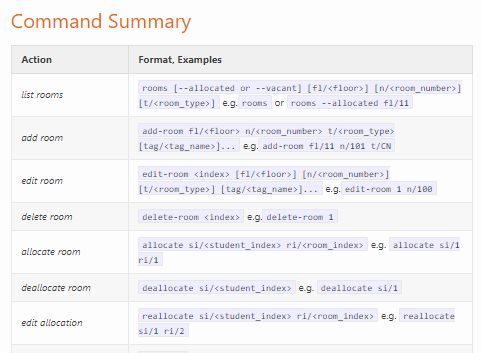 Command Summary
Action Format, Examples
list rooms rooms [--allocated or --vacant] [fl/<floor>] [n/<room_number>]
[t/<room_type>] e.g. rooms or rooms --allocated fl/11
add room add-room fl/<floor> n/<room_number> t/<room_type>
[tag/<tag_name>]... e.g. add-room fl/11 n/101 t/CN
edit room edit-room <index> [fl/<floor>] [n/<room_number>]
[t/<room_type>] [tag/<tag_name>]... e.g. edit-room 1 n/100
delete room delete-room <index> e.g. delete-room 1
allocate room allocate si/<student_index> ri/<room_index> e.g. allocate si/1
ri/1
deallocate room deallocate si/<student_index> e.g. deallocate si/1
edit allocation reallocate si/<student_index> ri/<room_index> e.g. reallocate
si/1 ri/2